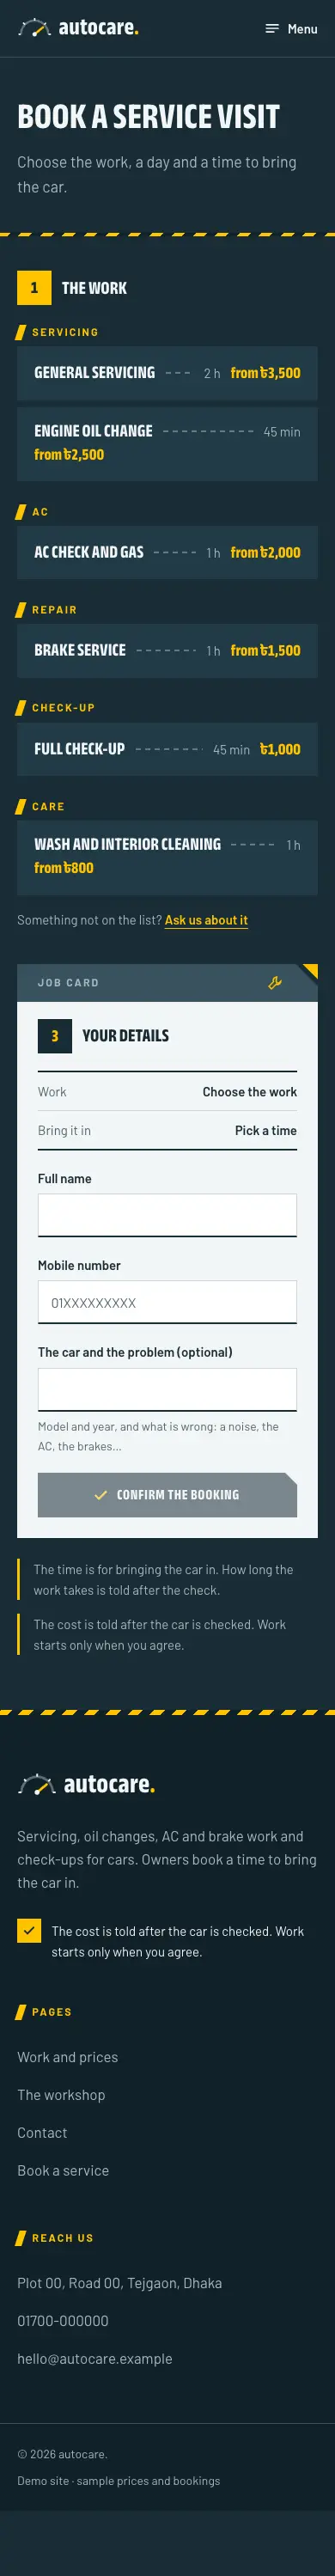 autocare.
Menu
BOOK A SERVICE VISIT
Choose the work, a day and a time to bring
the car.
1 THE WORK
SERVICING
GENERAL SERVICING 2 h from ৳3,500
ENGINE OIL CHANGE 45 min
from ৳2,500
AC
AC CHECK AND GAS 1 h from ৳2,000
REPAIR
BRAKE SERVICE 1 h from ৳1,500
CHECK-UP
FULL CHECK-UP 45 min ৳1,000
CARE
WASH AND INTERIOR CLEANING 1 h
from ৳800
Something not on the list? Ask us about it
JOB CARD
3 YOUR DETAILS
Work Choose the work
Bring it in Pick a time
Full name
Mobile number
01XXXXXXXXX
The car and the problem (optional)
Model and year, and what is wrong: a noise, the
AC, the brakes...
CONFIRM THE BOOKING
The time is for bringing the car in. How long the
work takes is told after the check.
The cost is told after the car is checked. Work
starts only when you agree.
autocare.
Servicing, oil changes, AC and brake work and
check-ups for cars. Owners book a time to bring
the car in.
The cost is told after the car is checked. Work
starts only when you agree.
PAGES
Work and prices
The workshop
Contact
Book a service
REACH US
Plot 00, Road 00, Tejgaon, Dhaka
01700-000000
hello@autocare.example
© 2026 autocare.
Demo site · sample prices and bookings